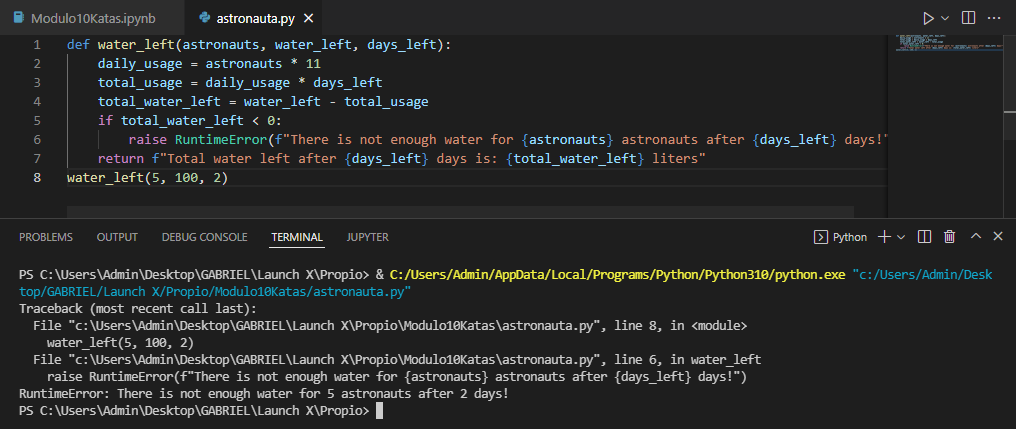 Modulo10Katas.ipynb
astronauta.py
1 def water_left(astronauts, water_left, days_left):
2     daily_usage = astronauts * 11
3     total_usage = daily_usage * days_left
4     total_water_left = water_left - total_usage
5     if total_water_left < 0:
6         raise RuntimeError(f"There is not enough water for {astronauts} astronauts after {days_left} days!"
7     return f"Total water left after {days_left} days is: {total_water_left} liters"
8 water_left(5, 100, 2)
PROBLEMS OUTPUT DEBUG CONSOLE TERMINAL JUPYTER Python
PS C:\Users\Admin\Desktop\GABRIEL\Launch X\Propio> & C:/Users/Admin/AppData/Local/Programs/Python/Python310/python.exe "c:/Users/Admin/Desk
top/GABRIEL/Launch X/Propio/Modulo10Katas/astronauta.py"
Traceback (most recent call last):
  File "c:\Users\Admin\Desktop\GABRIEL\Launch X\Propio\Modulo10Katas\astronauta.py", line 8, in <module>
    water_left(5, 100, 2)
  File "c:\Users\Admin\Desktop\GABRIEL\Launch X\Propio\Modulo10Katas\astronauta.py", line 6, in water_left
    raise RuntimeError(f"There is not enough water for {astronauts} astronauts after {days_left} days!")
RuntimeError: There is not enough water for 5 astronauts after 2 days!
PS C:\Users\Admin\Desktop\GABRIEL\Launch X\Propio>